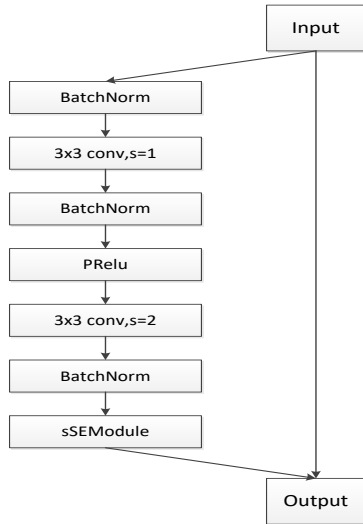 Input
BatchNorm
3x3 conv,s=1
BatchNorm
PRelu
3x3 conv,s=2
BatchNorm
sSEModule
Output